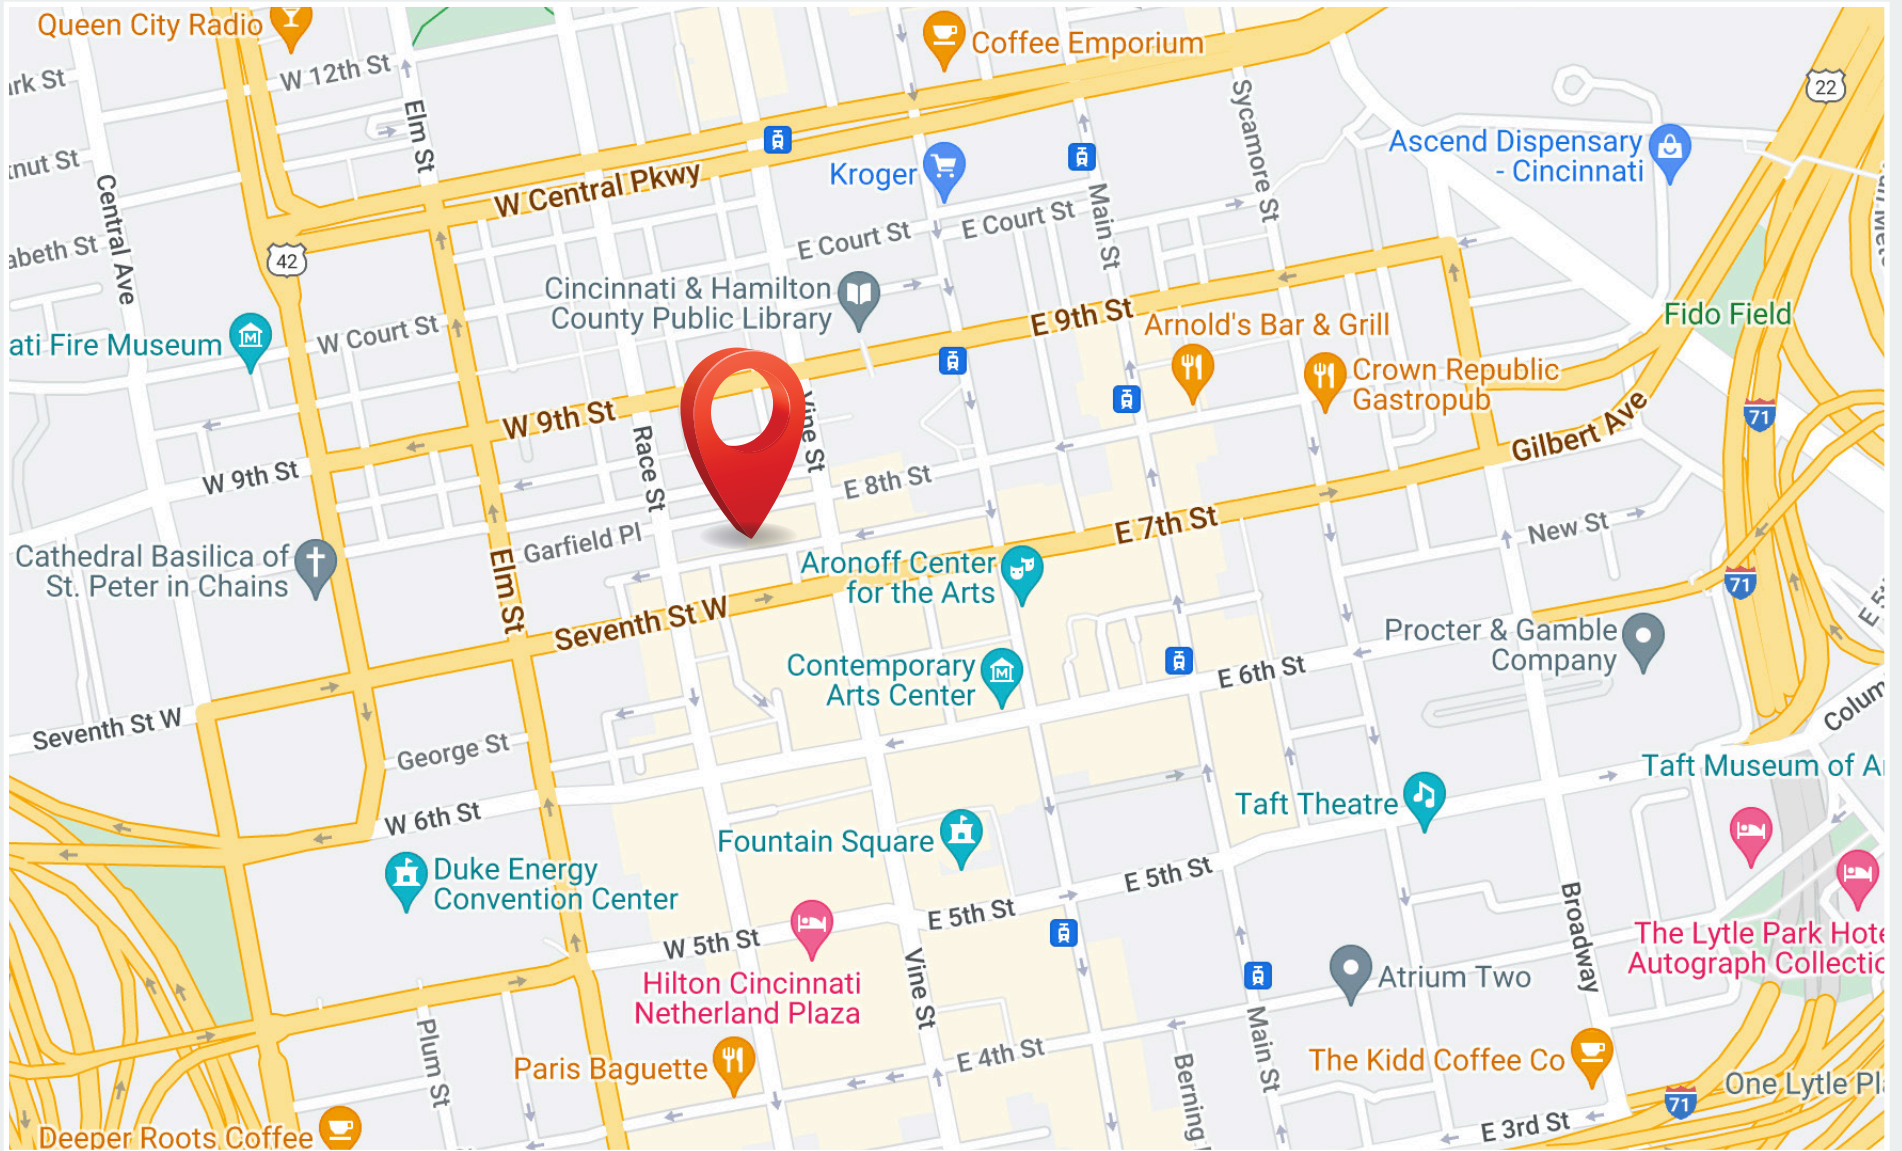 Queen City Radio
Coffee Emporium
W 12th St
Elm St
Sycamore St
22
Ascend Dispensary
- Cincinnati
Kroger
W Central Pkwy
Central Ave
Main St
E Court St
E Court St
42
Cincinnati & Hamilton
County Public Library
E 9th St
Fido Field
Arnold's Bar & Grill
ati Fire Museum
W Court St
Crown Republic
Gastropub
W 9th St
Vine St
Race St
71
Gilbert Ave
W 9th St
E 8th St
E 7th St
New St
Garfield Pl
Cathedral Basilica of
St. Peter in Chains
Elm St
Aronoff Center
for the Arts
71
Seventh St W
Procter & Gamble
Company
Contemporary
Arts Center
E 6th St
Seventh St W
George St
Colum
Taft Museum of A
Taft Theatre
W 6th St
Fountain Square
Duke Energy
Convention Center
E 5th St
E 5th St
W 5th St
Broadway
The Lytle Park Hote
Autograph Collectio
Hilton Cincinnati
Netherland Plaza
Vine St
Atrium Two
Plum St
Main St
E 4th St
Paris Baguette
The Kidd Coffee Co
Berning
One Lytle Pl
71
E 3rd St
Deeper Roots Coffee